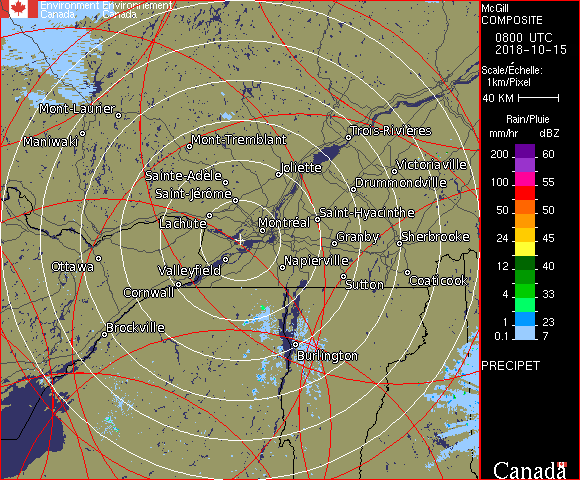 Environment Environnement
Canada Canada
McGill
COMPOSITE
0800 UTC
2018-10-15
Scale/Échelle:
1km/Pixel
40 KM
Rain/Pluie
mm/hr dBZ
200 60
100 55
50 50
24 45
12 40
4 33
2 30
1 23
0.1 7
PRECIPET
Canada
Mont-Laurier
Maniwaki
Mont-Tremblant
Trois-Rivières
Sainte-Adèle
Joliette
Victoriaville
Saint-Jérôme
Drummondville
Lachute
Montréal
Saint-Hyacinthe
Granby
Sherbrooke
Ottawa
Valleyfield
Napierville
Cornwall
Sutton
Coaticook
Brockville
Burlington